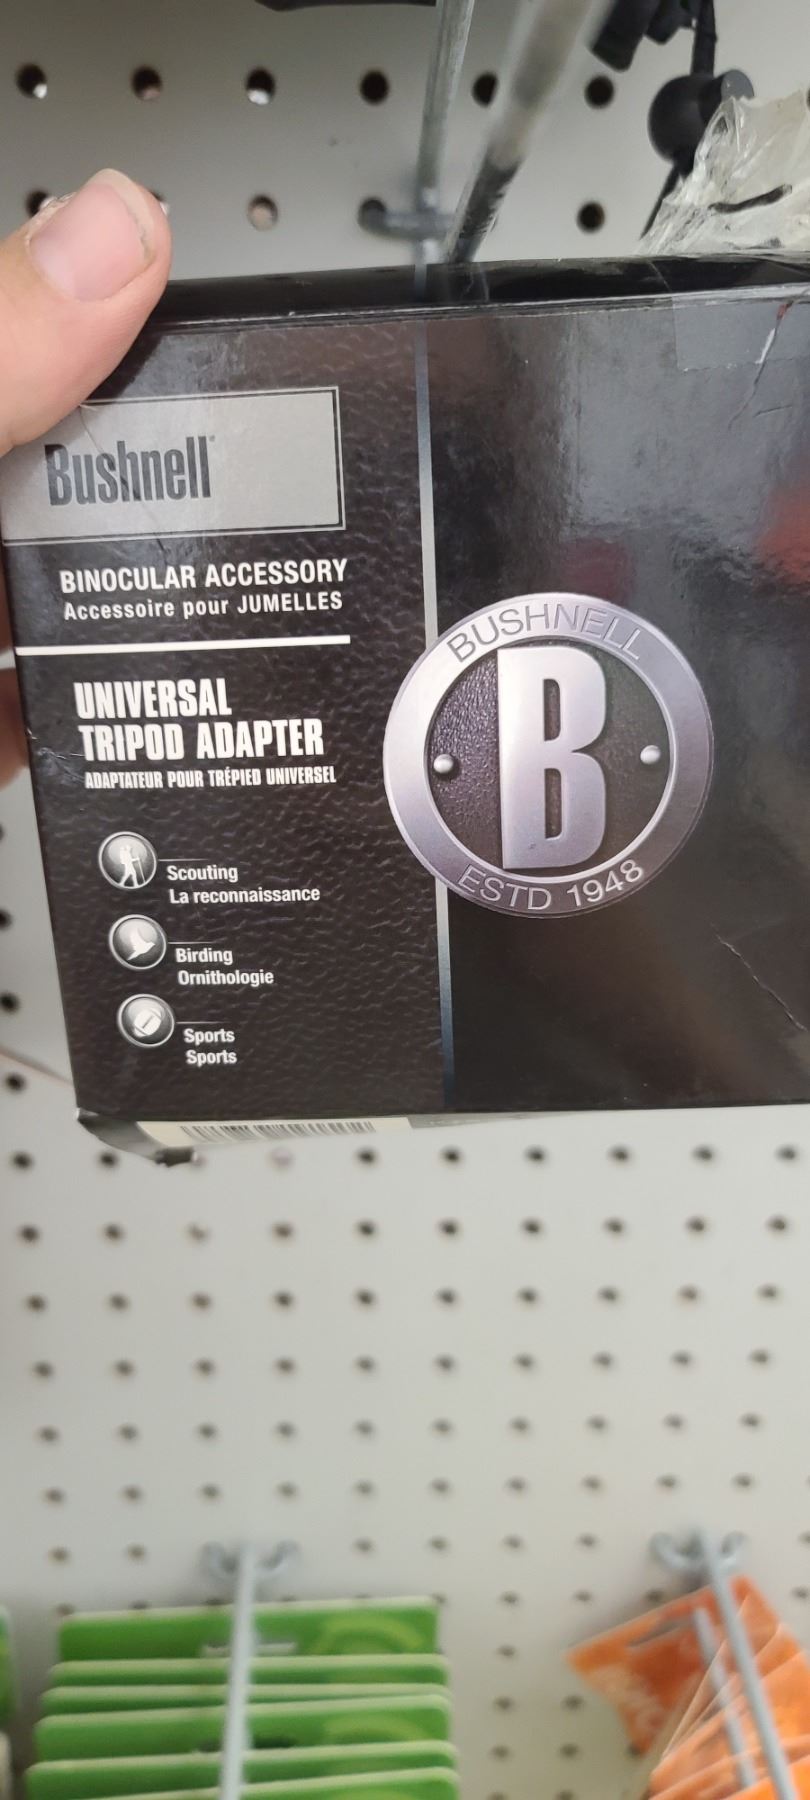 Bushnell
BINOCULAR ACCESSORY
Accessoire pour JUMELLES
UNIVERSAL
TRIPOD ADAPTER
ADAPTATEUR POUR TRÉPIED UNIVERSEL
Scouting
La reconnaissance
Birding
Ornithologie
Sports
Sports
BUSHNELL
B
ESTD 1948